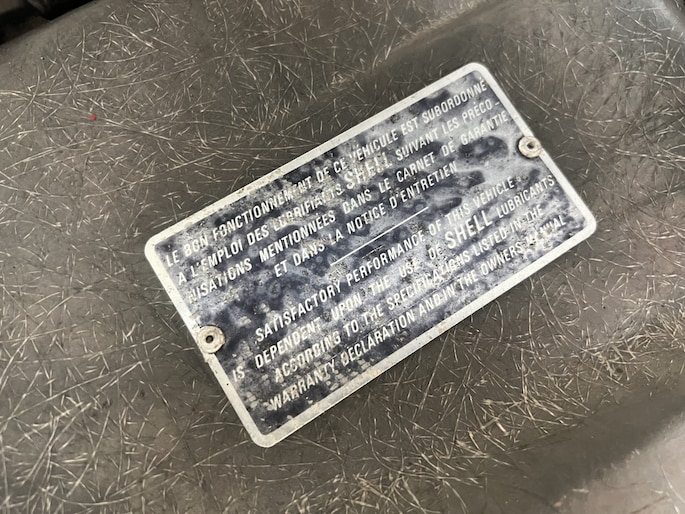 LE BON FONCTIONNEMENT DE CE VÉHICULE EST SUBORDONNÉ
A L'EMPLOI DES LUBRIFIANTS SHELL SUIVANT LES PRÉCO-
NISATIONS MENTIONNÉES DANS LE CARNET DE GARANTIE
ET DANS LA NOTICE D'ENTRETIEN
SATISFACTORY PERFORMANCE OF THIS VEHICLE
IS DEPENDENT UPON THE USE OF SHELL LUBRICANTS
ACCORDING TO THE SPECIFICATIONS LISTED IN THE
WARRANTY DECLARATION AND IN THE OWNERS MANUAL